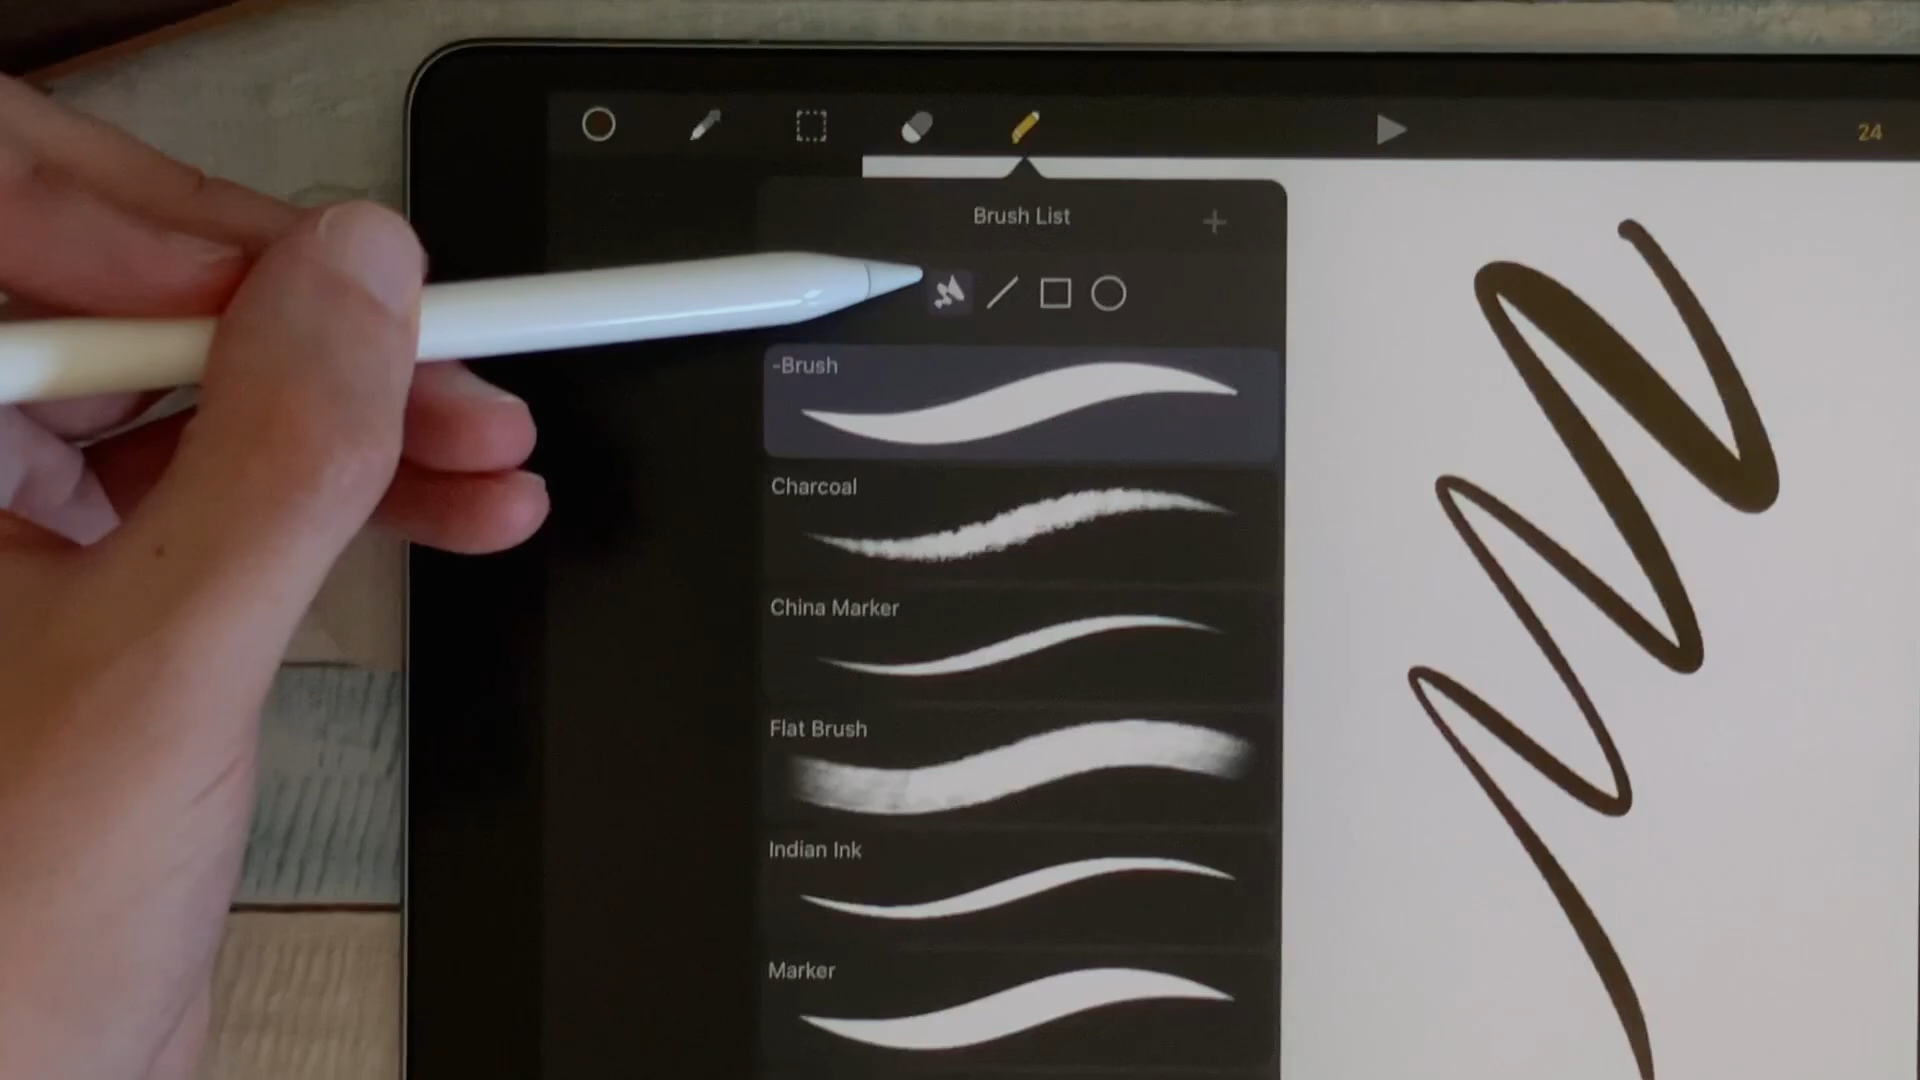 24
Brush List
-Brush
Charcoal
China Marker
Flat Brush
Indian Ink
Marker